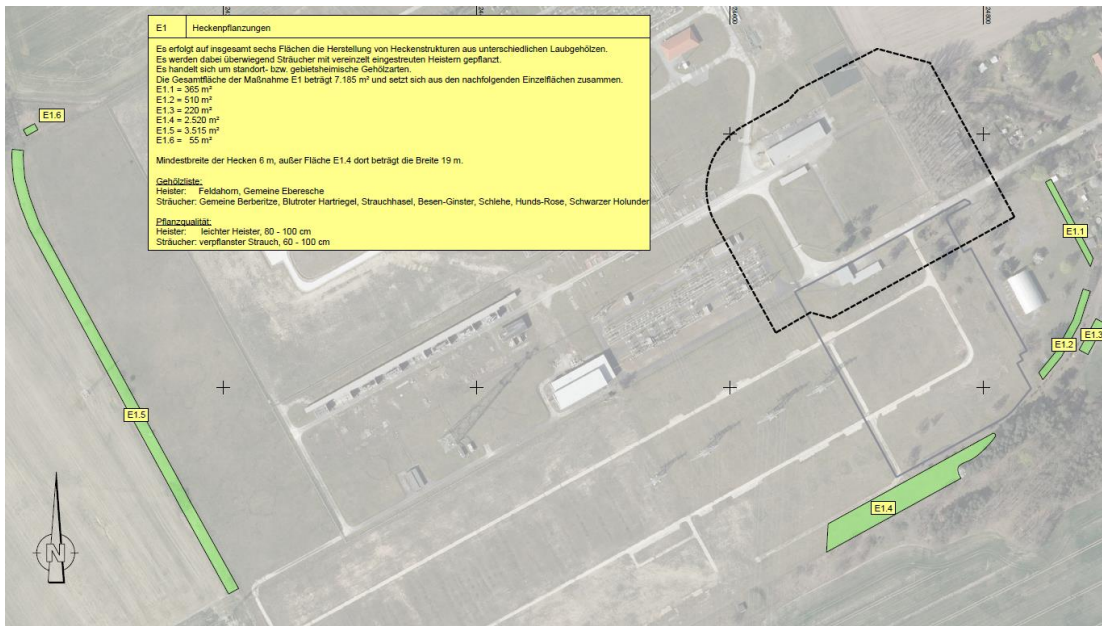 E1 Heckenpflanzungen
Es erfolgt auf insgesamt sechs Flächen die Herstellung von Heckenstrukturen aus unterschiedlichen Laubgehölzen.
Es werden dabei überwiegend Sträucher mit vereinzelt eingestreuten Heistern gepflanzt.
Es handelt sich um standort- bzw. gebietsheimische Gehölzarten.
Die Gesamtfläche der Maßnahme E1 beträgt 7.185 m² und setzt sich aus den nachfolgenden Einzelflächen zusammen.
E1.1 = 365 m²
E1.2 = 510 m²
E1.3 = 220 m²
E1.4 = 2.520 m²
E1.5 = 3.515 m²
E1.6 = 55 m²
Mindestbreite der Hecken 6 m, außer Fläche E1.4 dort beträgt die Breite 19 m.
Gehölzliste:
Heister: Feldahorn, Gemeine Eberesche
Sträucher: Gemeine Berberitze, Blutroter Hartriegel, Strauchhasel, Besen-Ginster, Schlehe, Hunds-Rose, Schwarzer Holunder
Pflanzqualität:
Heister: leichter Heister, 80 - 100 cm
Sträucher: verpflanster Strauch, 60 - 100 cm
24800
E1.6
E1.1
E1.2
E1.3
E1.5
E1.4
N